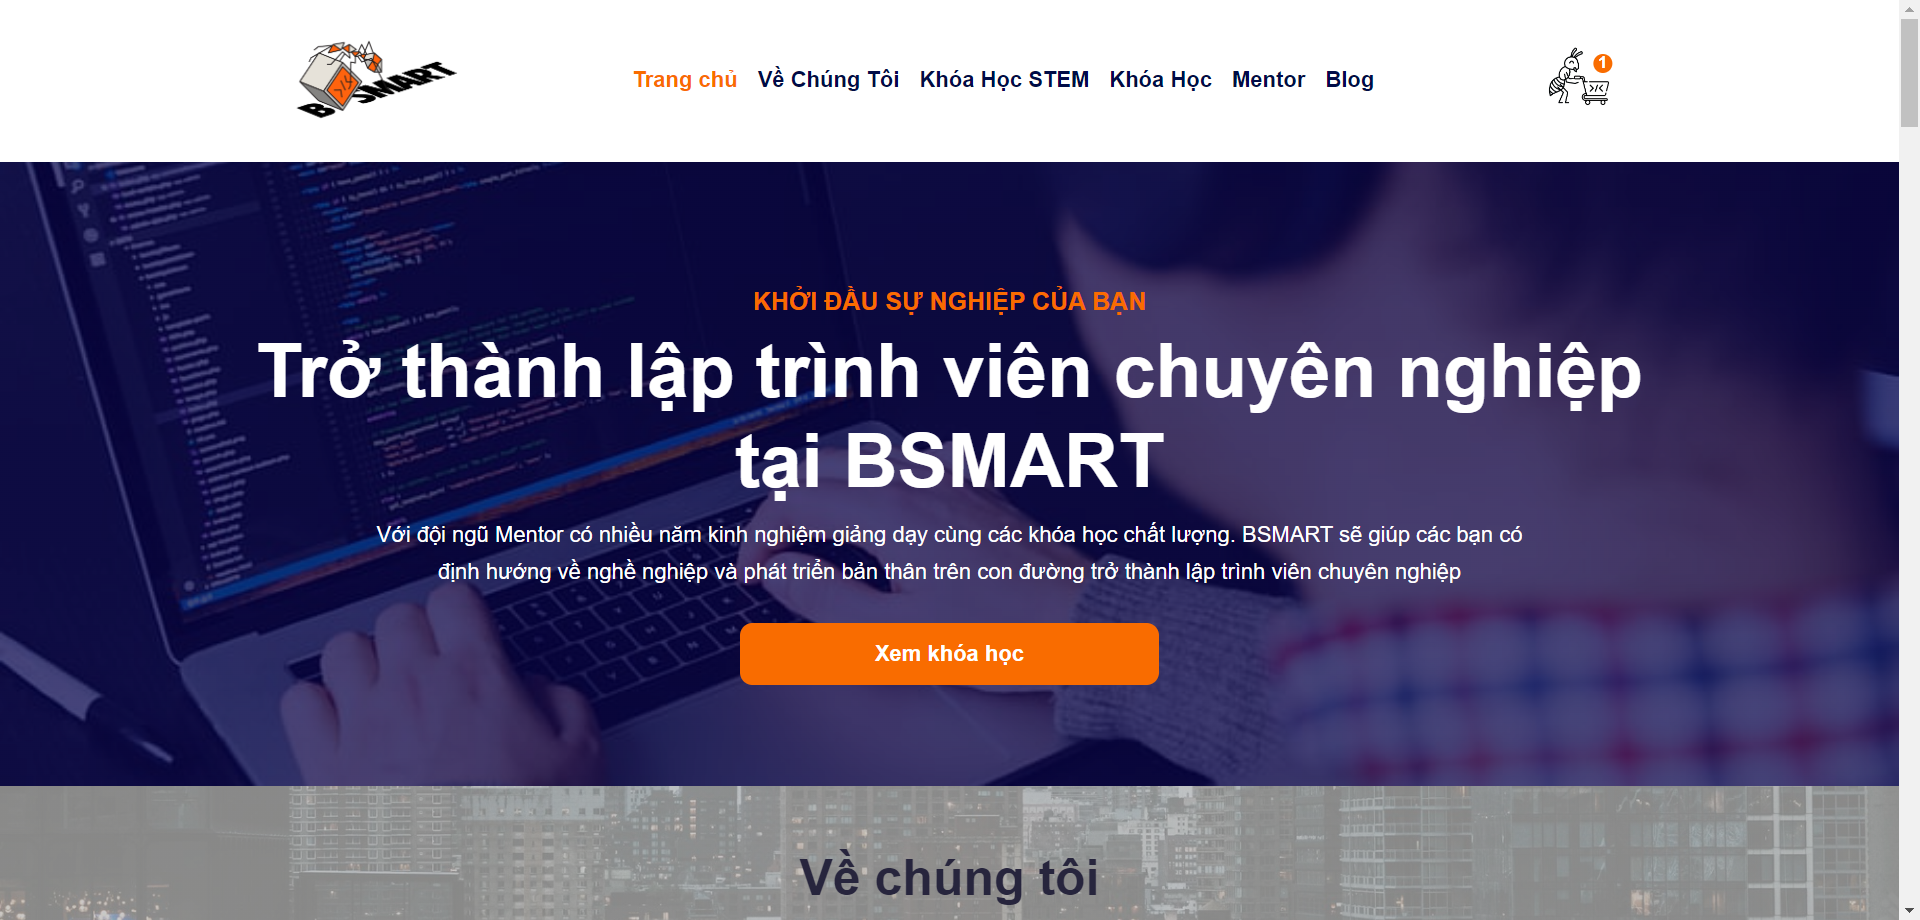 BSMART
Trang chủ
Về Chúng Tôi
Khóa Học STEM
Khóa Học
Mentor
Blog
1
KHỞI ĐẦU SỰ NGHIỆP CỦA BẠN
Trở thành lập trình viên chuyên nghiệp
tại BSMART
Với đội ngũ Mentor có nhiều năm kinh nghiệm giảng dạy cùng các khóa học chất lượng. BSMART sẽ giúp các bạn có
định hướng về nghề nghiệp và phát triển bản thân trên con đường trở thành lập trình viên chuyên nghiệp
Xem khóa học
Về chúng tôi